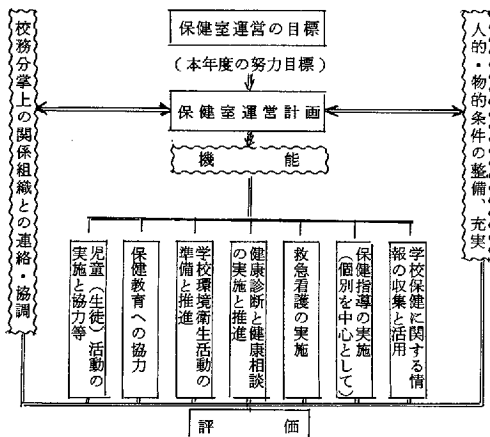 保健室運営の目標
(本年度の努力目標)
保健室運営計画
機能
校務分掌上の関係組織との連絡・協調
人的・物的条件の整備、充実
児童(生徒)活動の
実施と協力等
保健教育への協力
学校環境衛生活動の
準備と推進
健康診断と健康相談
の実施と推進
救急看護の実施
保健指導の実施
(個別を中心として)
学校保健に関する情
報の収集と活用
評価